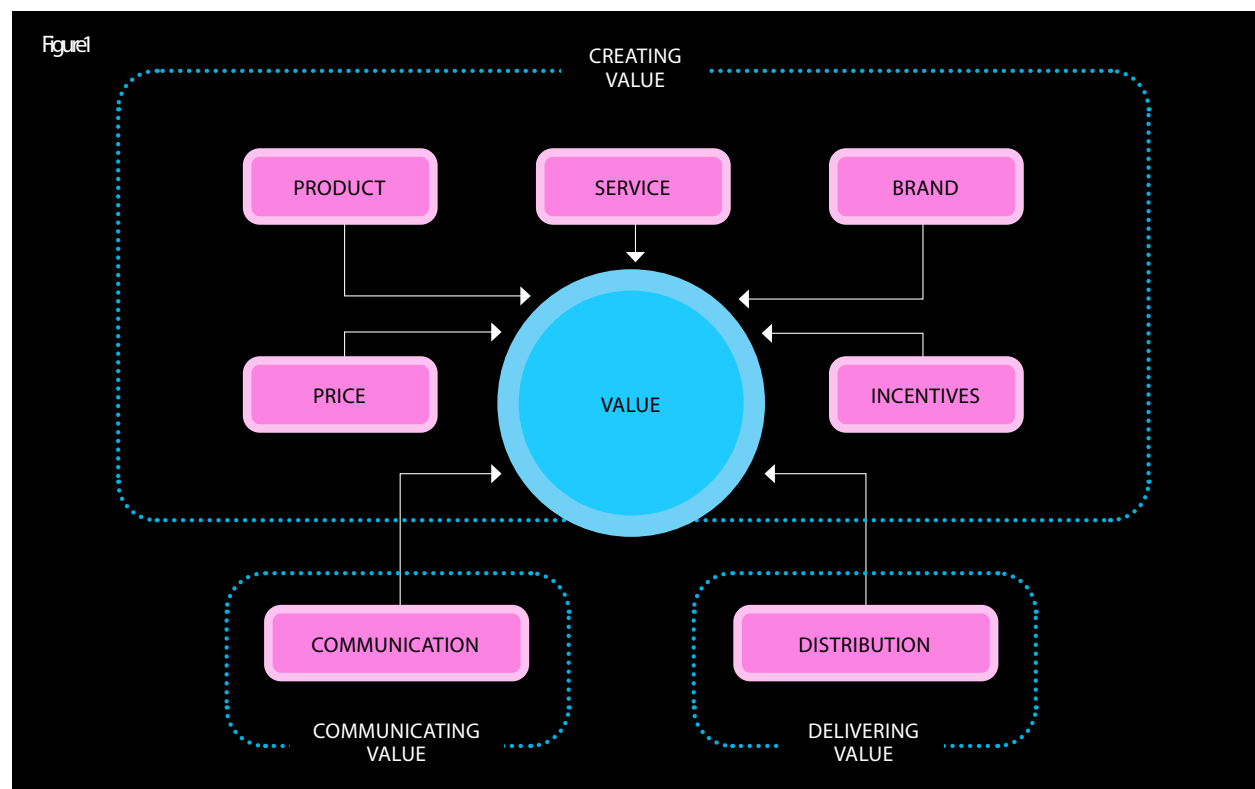 Figure1
CREATING
VALUE
PRODUCT
SERVICE
BRAND
PRICE
VALUE
INCENTIVES
COMMUNICATION
DISTRIBUTION
COMMUNICATING
VALUE
DELIVERING
VALUE